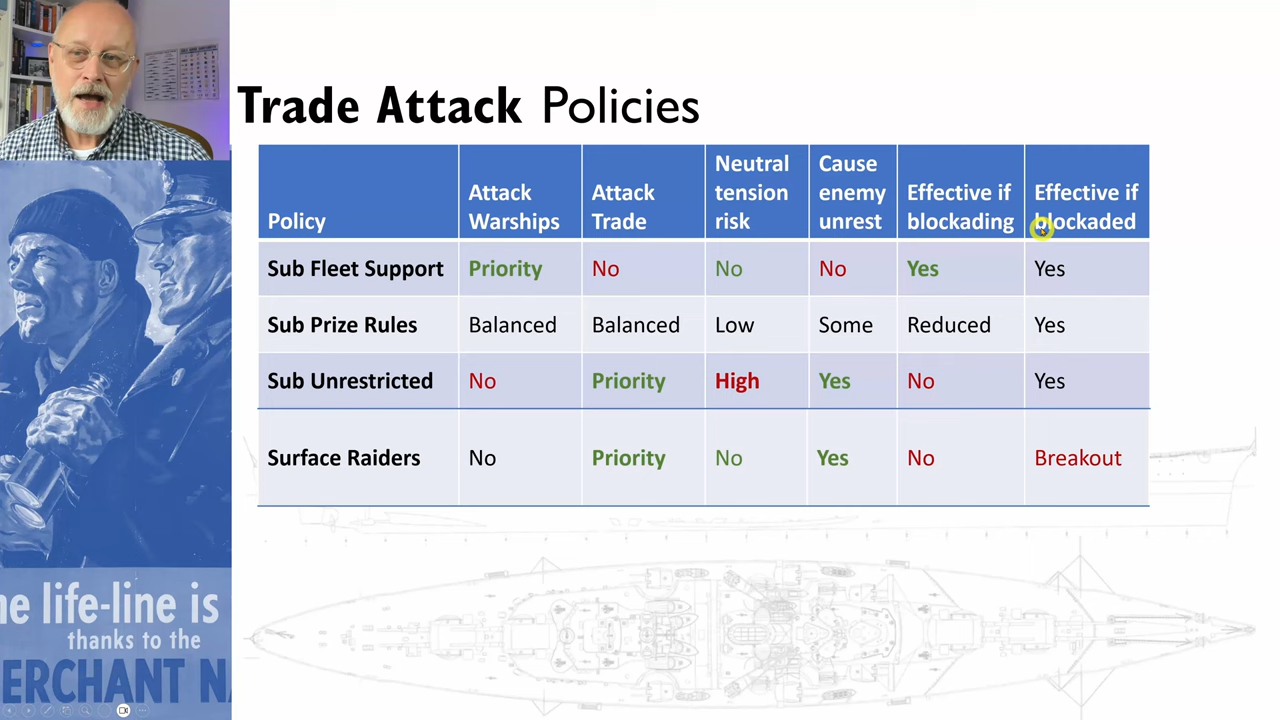 Trade Attack Policies
Policy
Attack
Warships
Attack
Trade
Neutral
tension
risk
Cause
enemy
unrest
Effective if
blockading
Effective if
blockaded
Sub Fleet Support Priority No No No Yes Yes
Sub Prize Rules Balanced Balanced Low Some Reduced Yes
Sub Unrestricted No Priority High Yes No Yes
Surface Raiders No Priority No Yes No Breakout
he life-line is
thanks to the
ERCHANT NA